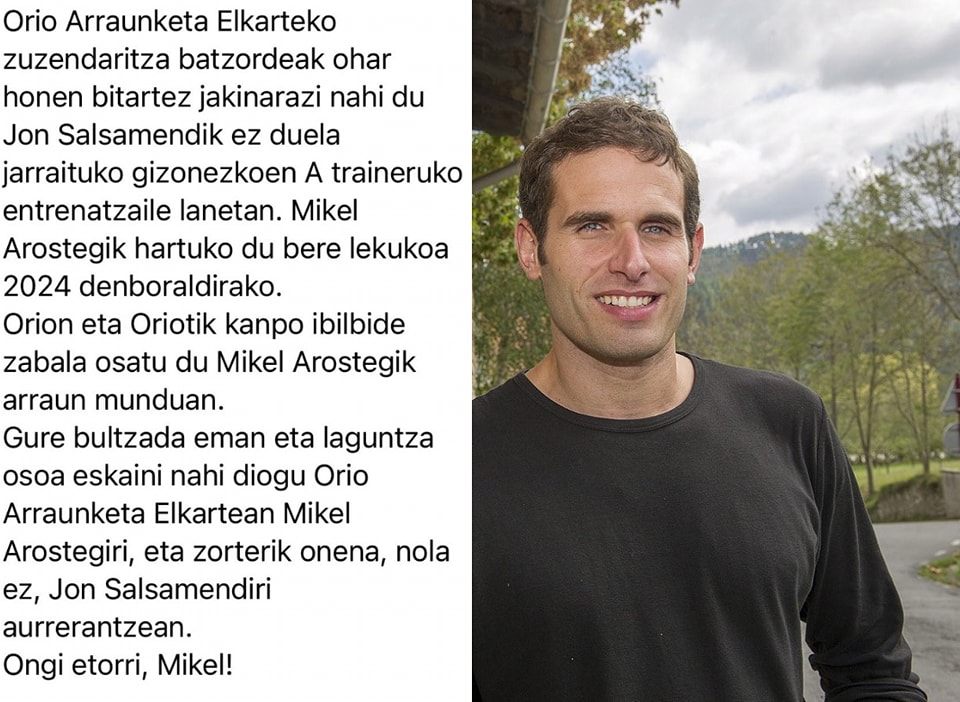 Orio Arraunketa Elkarteko
zuzendaritza batzordeak ohar
honen bitartez jakinarazi nahi du
Jon Salsamendik ez duela
jarraituko gizonezkoen A traineruko
entrenatzaile lanetan. Mikel
Arostegik hartuko du bere lekukoa
2024 denboraldirako.
Orion eta Oriotik kanpo ibilbide
zabala osatu du Mikel Arostegik
arraun munduan.
Gure bultzada eman eta laguntza
osoa eskaini nahi diogu Orio
Arraunketa Elkartean Mikel
Arostegiri, eta zorterik onena, nola
ez, Jon Salsamendiri
aurrerantzean.
Ongi etorri, Mikel!